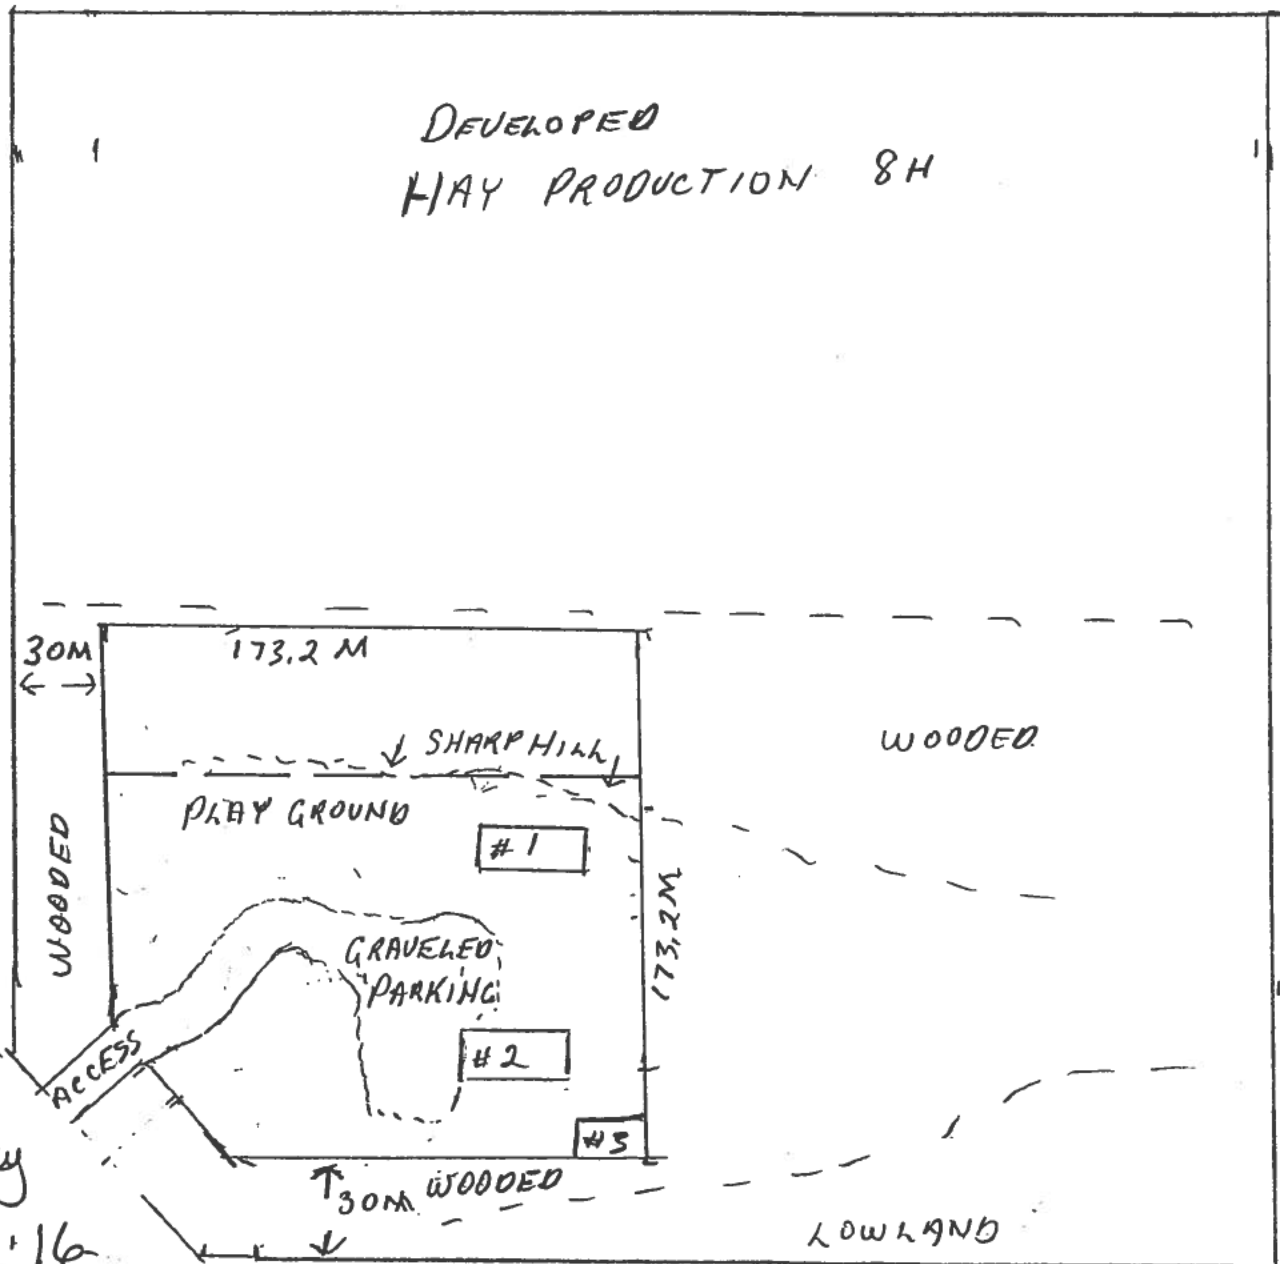 DEVELOPED
HAY PRODUCTION 8H
30M
173.2 M
SHARP HILL
WOODED
PLAY GROUND
#1
WOODED
173.2M
GRAVELED
PARKING
ACCESS
#2
#3
30M WOODED
LOWLAND
16